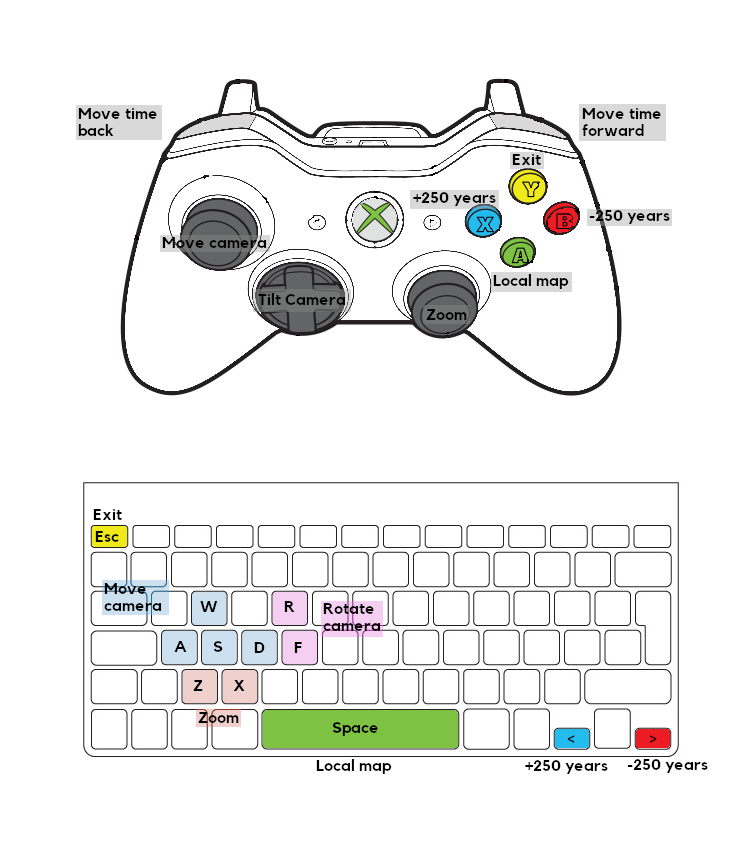 Move time
back
Move time
forward
Exit
Y
+250 years
X
B
-250 years
Move camera
A
Local map
Tilt Camera
Zoom
Exit
Esc
Move
camera
W
R
Rotate
camera
A
S
D
F
Z
X
Zoom
Space
<
>
Local map
+250 years
-250 years